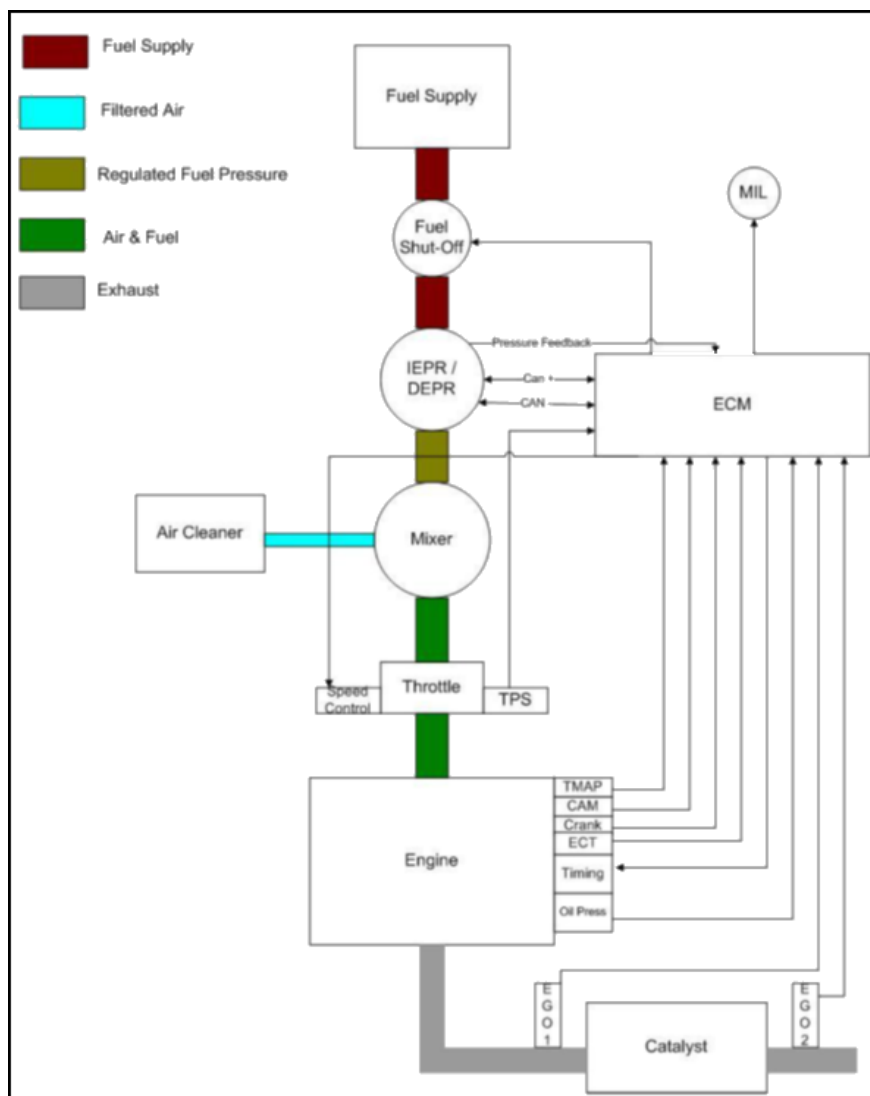 Fuel Supply
Filtered Air
Regulated Fuel Pressure
Air & Fuel
Exhaust
Fuel Supply
Fuel
Shut-Off
MIL
IEPR /
DEPR
Pressure Feedback
Can +
CAN -
ECM
Air Cleaner
Mixer
Speed
Control
Throttle
TPS
Engine
TMAP
CAM
Crank
ECT
Timing
Oil Press
E
G
O
1
Catalyst
E
G
O
2